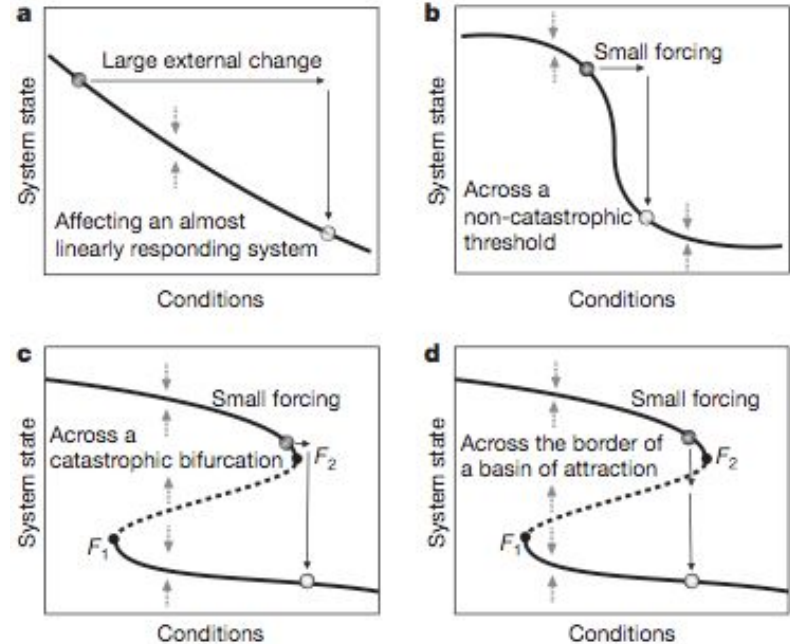 a
Large external change
Affecting an almost
linearly responding system
System state
Conditions
b
Small forcing
Across a
non-catastrophic
threshold
System state
Conditions
c
Small forcing
Across a
catastrophic bifurcation
F2
F1
System state
Conditions
d
Small forcing
Across the border of
a basin of attraction
F2
F1
System state
Conditions